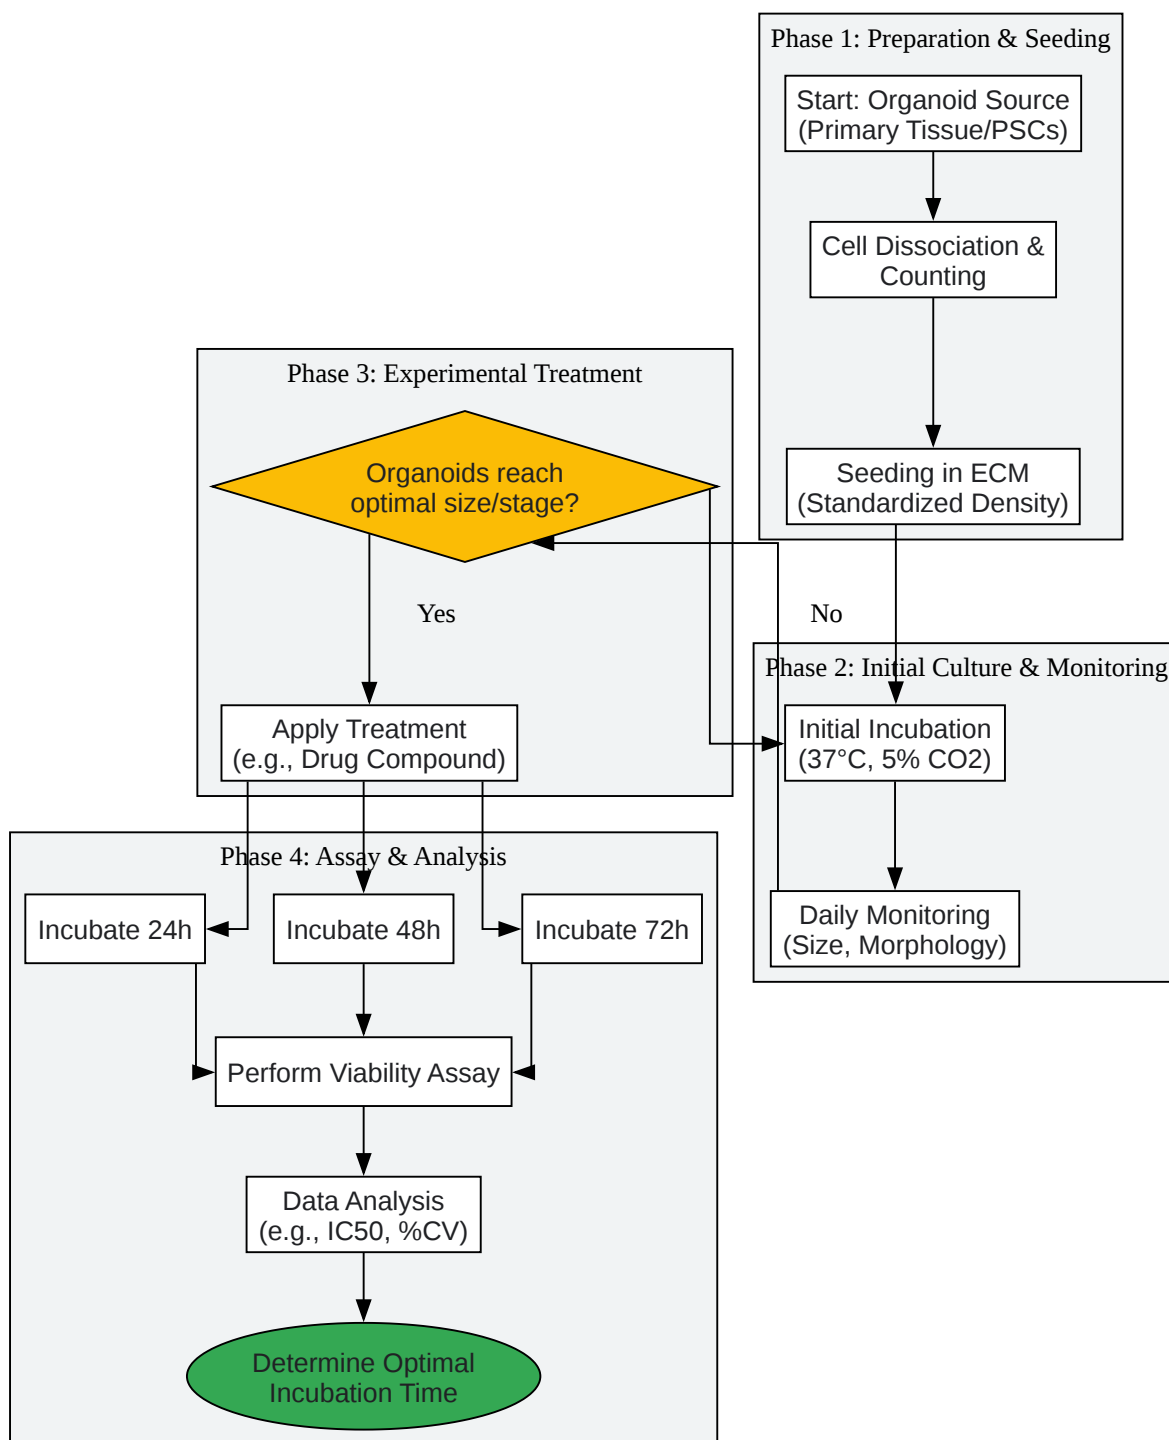 Phase 1: Preparation & Seeding
Start: Organoid Source
(Primary Tissue/PSCs)
Cell Dissociation &
Counting
Seeding in ECM
(Standardized Density)
Phase 3: Experimental Treatment
Organoids reach
optimal size/stage?
Yes
No
Phase 2: Initial Culture & Monitoring
Initial Incubation
(37°C, 5% CO2)
Daily Monitoring
(Size, Morphology)
Apply Treatment
(e.g., Drug Compound)
Phase 4: Assay & Analysis
Incubate 24h
Incubate 48h
Incubate 72h
Perform Viability Assay
Data Analysis
(e.g., IC50, %CV)
Determine Optimal
Incubation Time